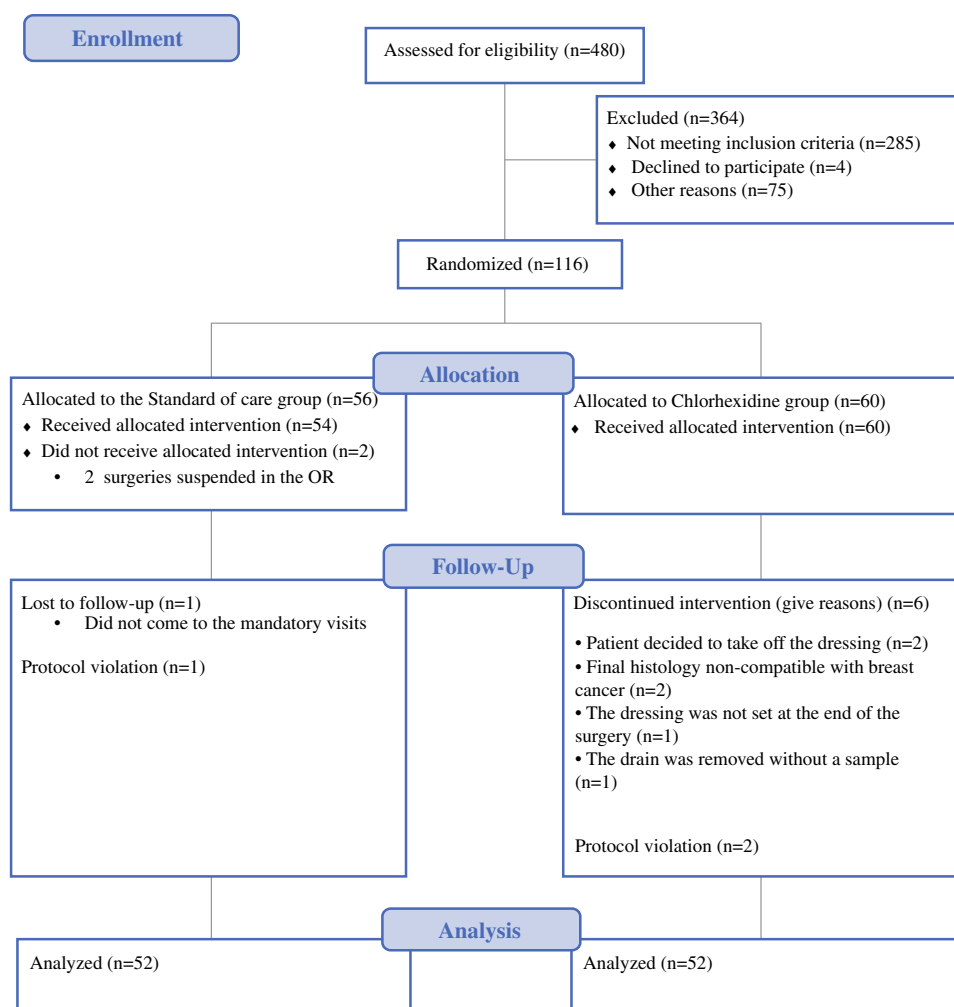 Enrollment
Assessed for eligibility (n=480)
Excluded (n=364)
⬧ Not meeting inclusion criteria (n=285)
⬧ Declined to participate (n=4)
⬧ Other reasons (n=75)
Randomized (n=116)
Allocation
Allocated to the Standard of care group (n=56)
⬧ Received allocated intervention (n=54)
⬧ Did not receive allocated intervention (n=2)
• 2 surgeries suspended in the OR
Allocated to Chlorhexidine group (n=60)
⬧ Received allocated intervention (n=60)
Follow-Up
Lost to follow-up (n=1)
• Did not come to the mandatory visits
Protocol violation (n=1)
Discontinued intervention (give reasons) (n=6)
• Patient decided to take off the dressing (n=2)
• Final histology non-compatible with breast
cancer (n=2)
• The dressing was not set at the end of the
surgery (n=1)
• The drain was removed without a sample
(n=1)
Protocol violation (n=2)
Analysis
Analyzed (n=52)
Analyzed (n=52)